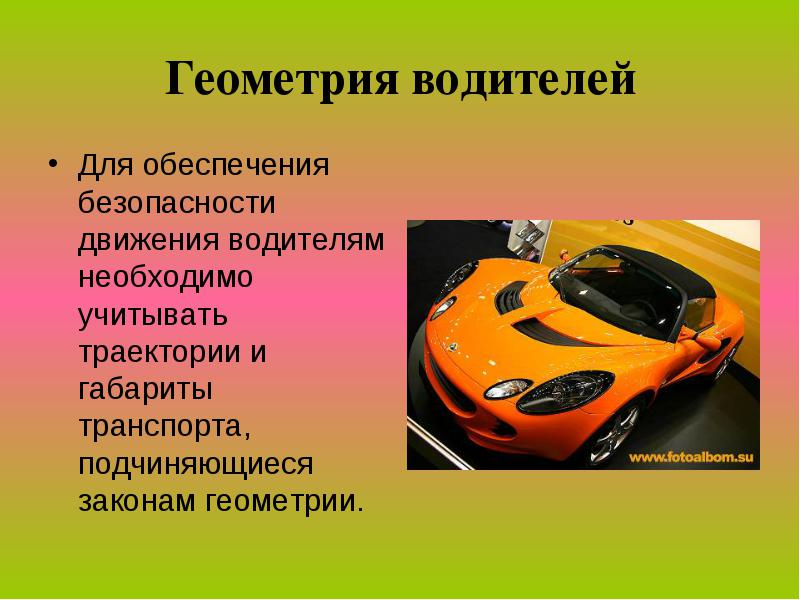 Геометрия водителей
• Для обеспечения
безопасности
движения водителям
необходимо
учитывать
траектории и
габариты
транспорта,
подчиняющиеся
законам геометрии.
www.fotoalbom.su